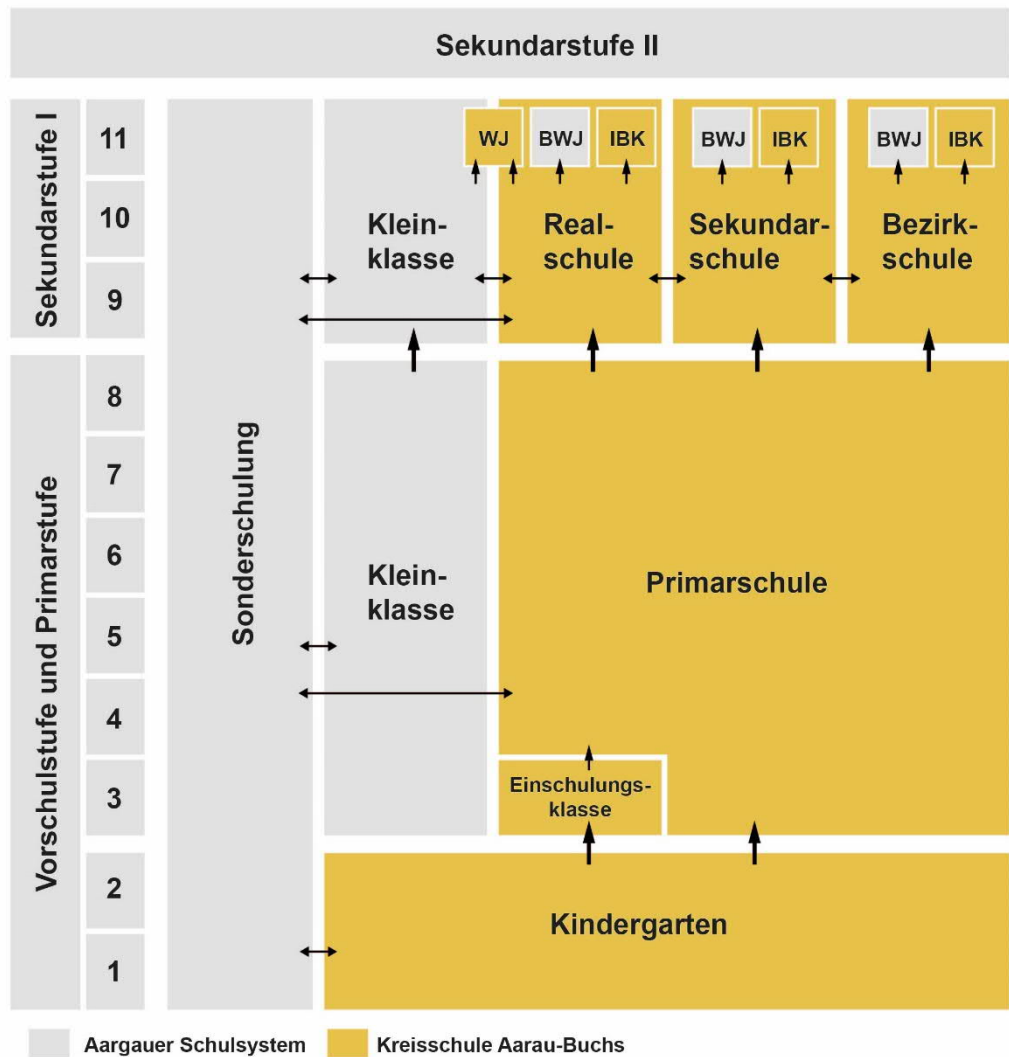 Sekundarstufe II
Sekundarstufe I
11
10
9
WJ
BWJ
IBK
BWJ
IBK
BWJ
IBK
Klein-
klasse
Real-
schule
Sekundar-
schule
Bezirk-
schule
Vorschulstufe und Primarstufe
8
7
6
5
4
3
2
1
Sonderschulung
Klein-
klasse
Primarschule
Einschulungs-
klasse
Kindergarten
Aargauer Schulsystem
Kreisschule Aarau-Buchs